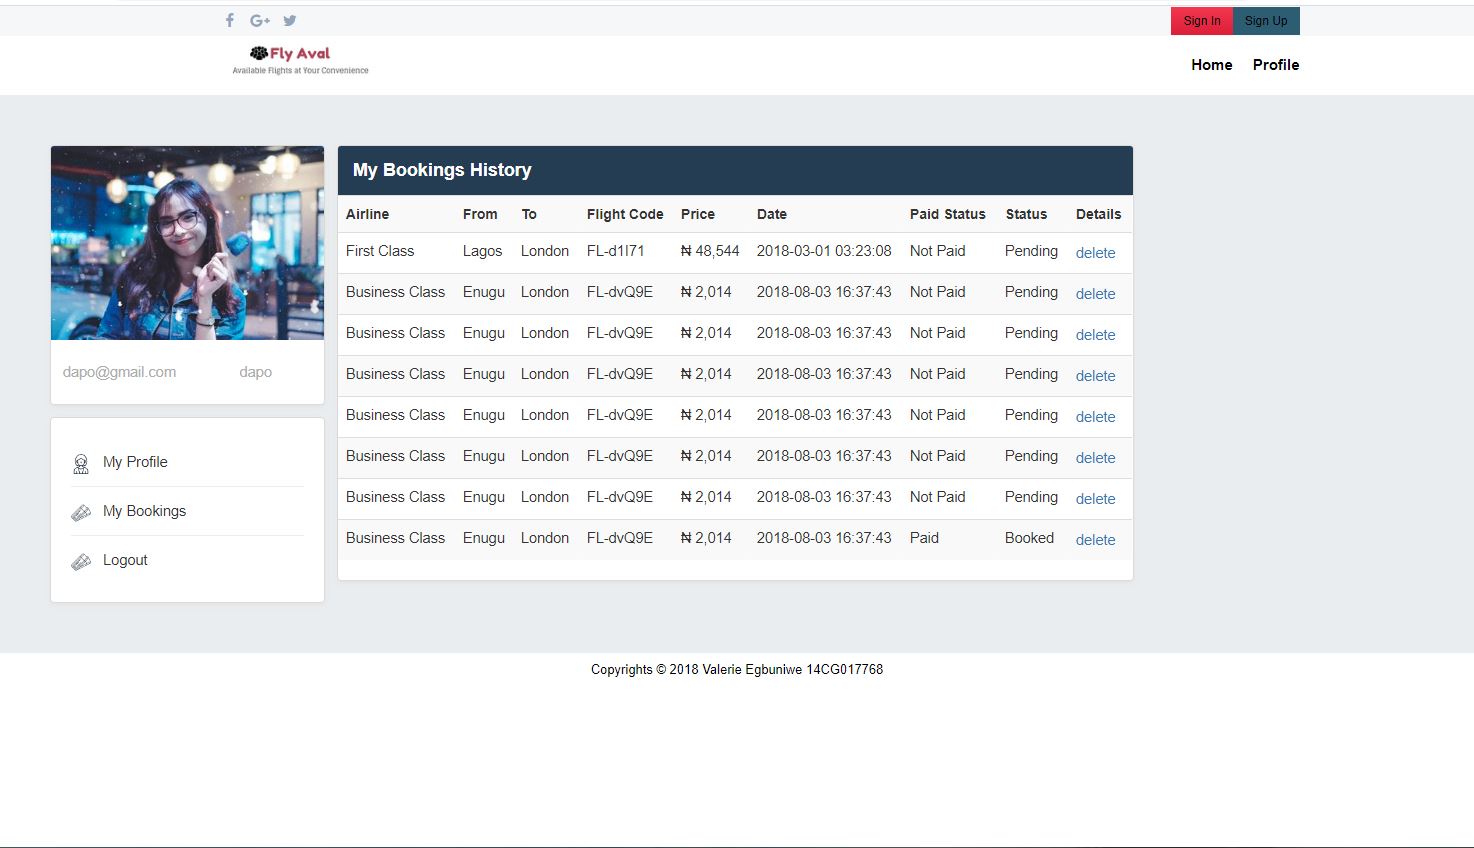 Sign In Sign Up
Fly Aval
Available Flights at Your Convenience
Home Profile
dapo@gmail.com dapo
My Profile
My Bookings
Logout
My Bookings History
Airline From To Flight Code Price Date Paid Status Status Details
First Class Lagos London FL-d1I71 ₦ 48,544 2018-03-01 03:23:08 Not Paid Pending delete
Business Class Enugu London FL-dvQ9E ₦ 2,014 2018-08-03 16:37:43 Not Paid Pending delete
Business Class Enugu London FL-dvQ9E ₦ 2,014 2018-08-03 16:37:43 Not Paid Pending delete
Business Class Enugu London FL-dvQ9E ₦ 2,014 2018-08-03 16:37:43 Not Paid Pending delete
Business Class Enugu London FL-dvQ9E ₦ 2,014 2018-08-03 16:37:43 Not Paid Pending delete
Business Class Enugu London FL-dvQ9E ₦ 2,014 2018-08-03 16:37:43 Not Paid Pending delete
Business Class Enugu London FL-dvQ9E ₦ 2,014 2018-08-03 16:37:43 Not Paid Pending delete
Business Class Enugu London FL-dvQ9E ₦ 2,014 2018-08-03 16:37:43 Paid Booked delete
Copyrights © 2018 Valerie Egbuniwe 14CG017768